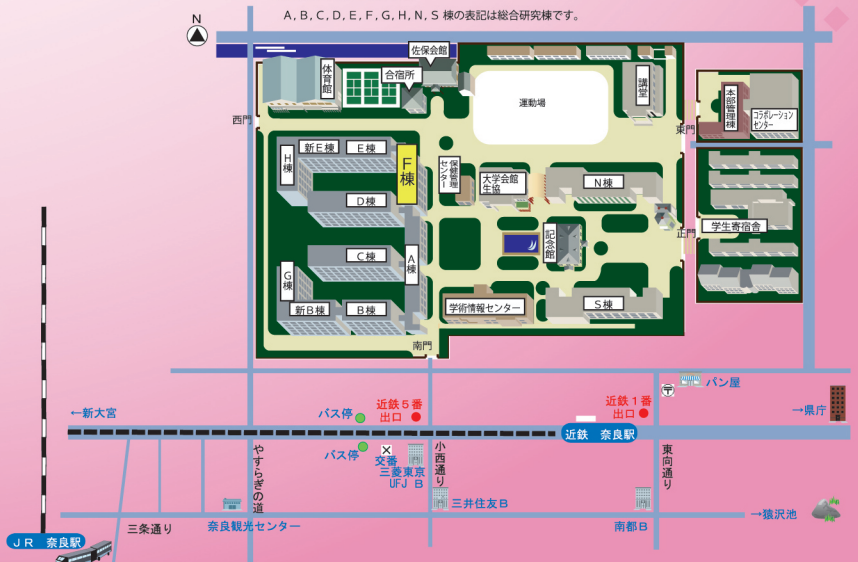 A, B, C, D, E, F, G, H, N, S 棟の表記は総合研究棟です。
N
佐保会館
体育館
合宿所
運動場
講堂
本部管理棟
コラボレーション
センター
西門
東門
新E棟
E棟
H棟
F棟
保健管理
センター
大学会館
生協
N棟
D棟
正門
学生寄宿舎
記念館
C棟
A棟
G棟
新B棟
B棟
学術情報センター
S棟
南門
パン屋
〒
←新大宮
バス停
近鉄5番
出口
近鉄1番
出口
→県庁
近鉄 奈良駅
やすらぎの道
バス停
交番
三菱東京
UFJ B
小西通り
東向通り
三井住友B
奈良観光センター
三条通り
南都B
→猿沢池
JR 奈良駅